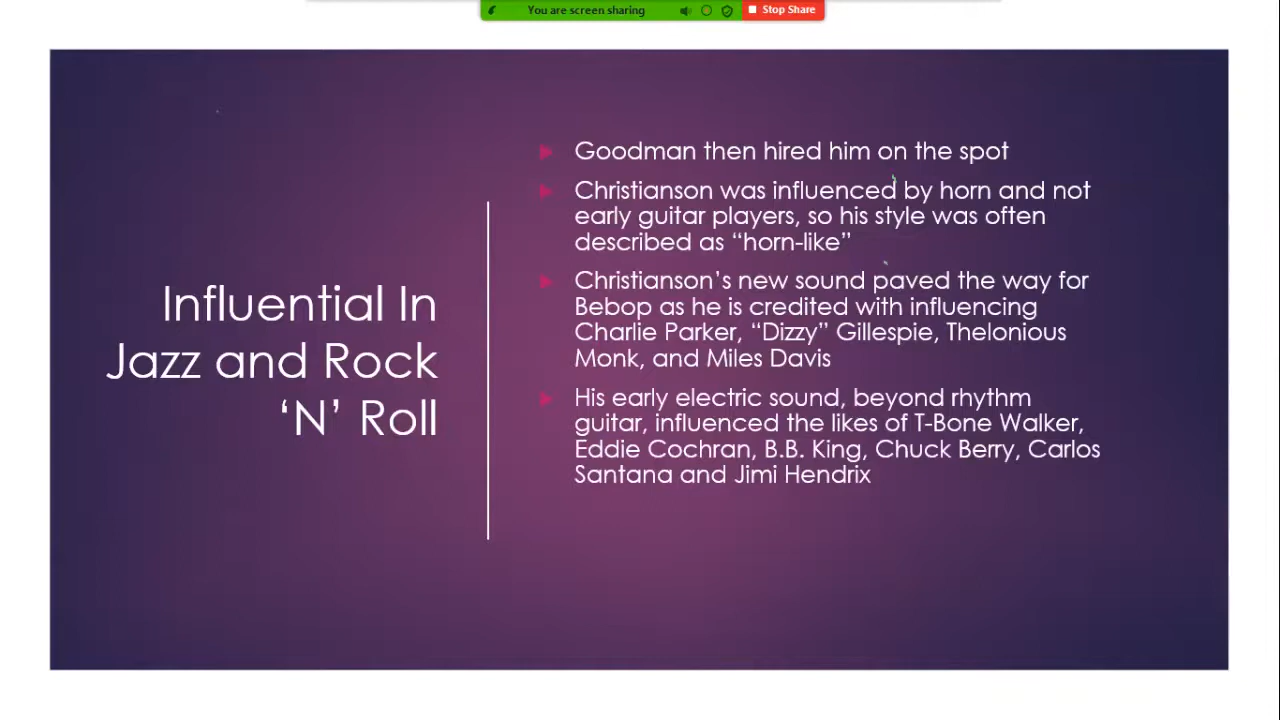 You are screen sharing
Stop Share
Influential In
Jazz and Rock
‘N’ Roll
Goodman then hired him on the spot
Christianson was influenced by horn and not
early guitar players, so his style was often
described as “horn-like”
Christianson’s new sound paved the way for
Bebop as he is credited with influencing
Charlie Parker, “Dizzy” Gillespie, Thelonious
Monk, and Miles Davis
His early electric sound, beyond rhythm
guitar, influenced the likes of T-Bone Walker,
Eddie Cochran, B.B. King, Chuck Berry, Carlos
Santana and Jimi Hendrix